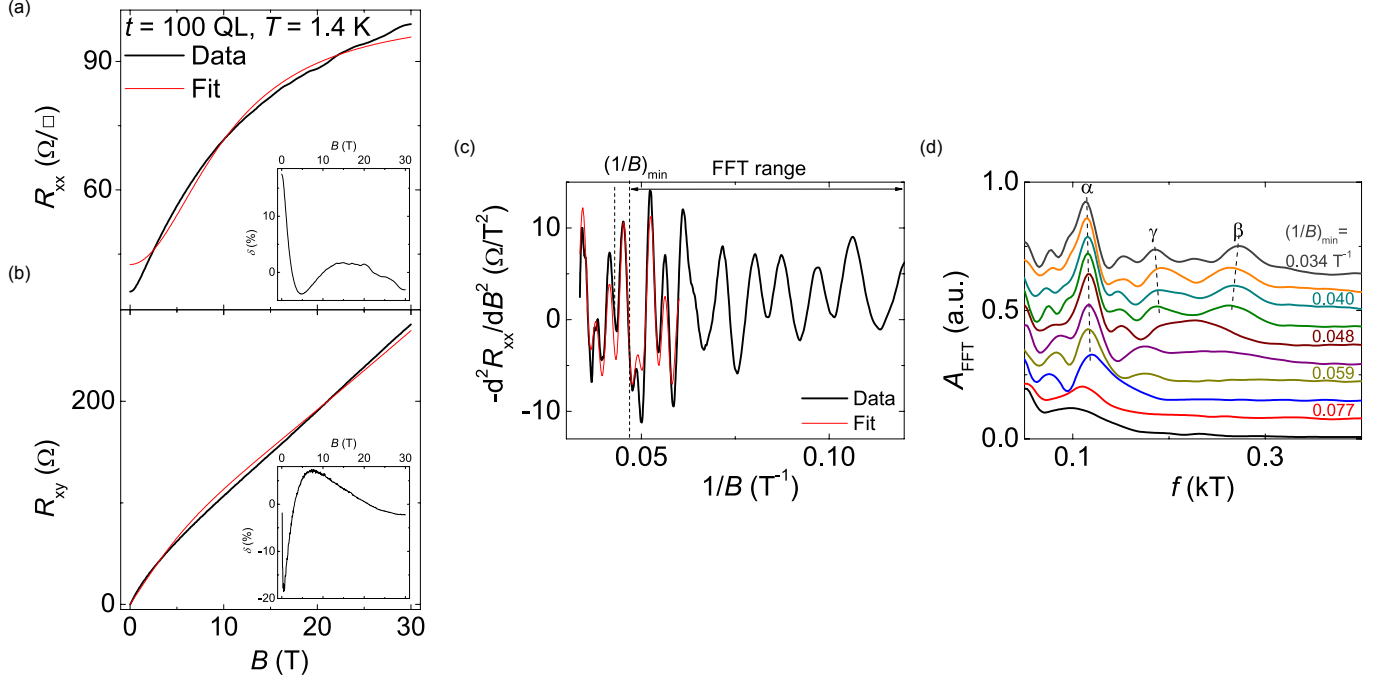 (a)
t = 100 QL, T = 1.4 K
Data
Fit
90
60
R_xx (Ω/□)
B (T)
0 10 20 30
10
0
δ (%)
(b)
200
0
R_xy (Ω)
B (T)
0 10 20 30
0
-10
-20
δ (%)
0 10 20 30
B (T)
(c)
(1/B)_min
FFT range
10
0
-10
-d²R_xx/dB² (Ω/T²)
Data
Fit
0.05 0.10
1/B (T⁻¹)
(d)
1.0
0.5
0.0
A_FFT (a.u.)
α
γ
β
(1/B)_min =
0.034 T⁻¹
0.040
0.048
0.059
0.077
0.1 0.3
f (kT)